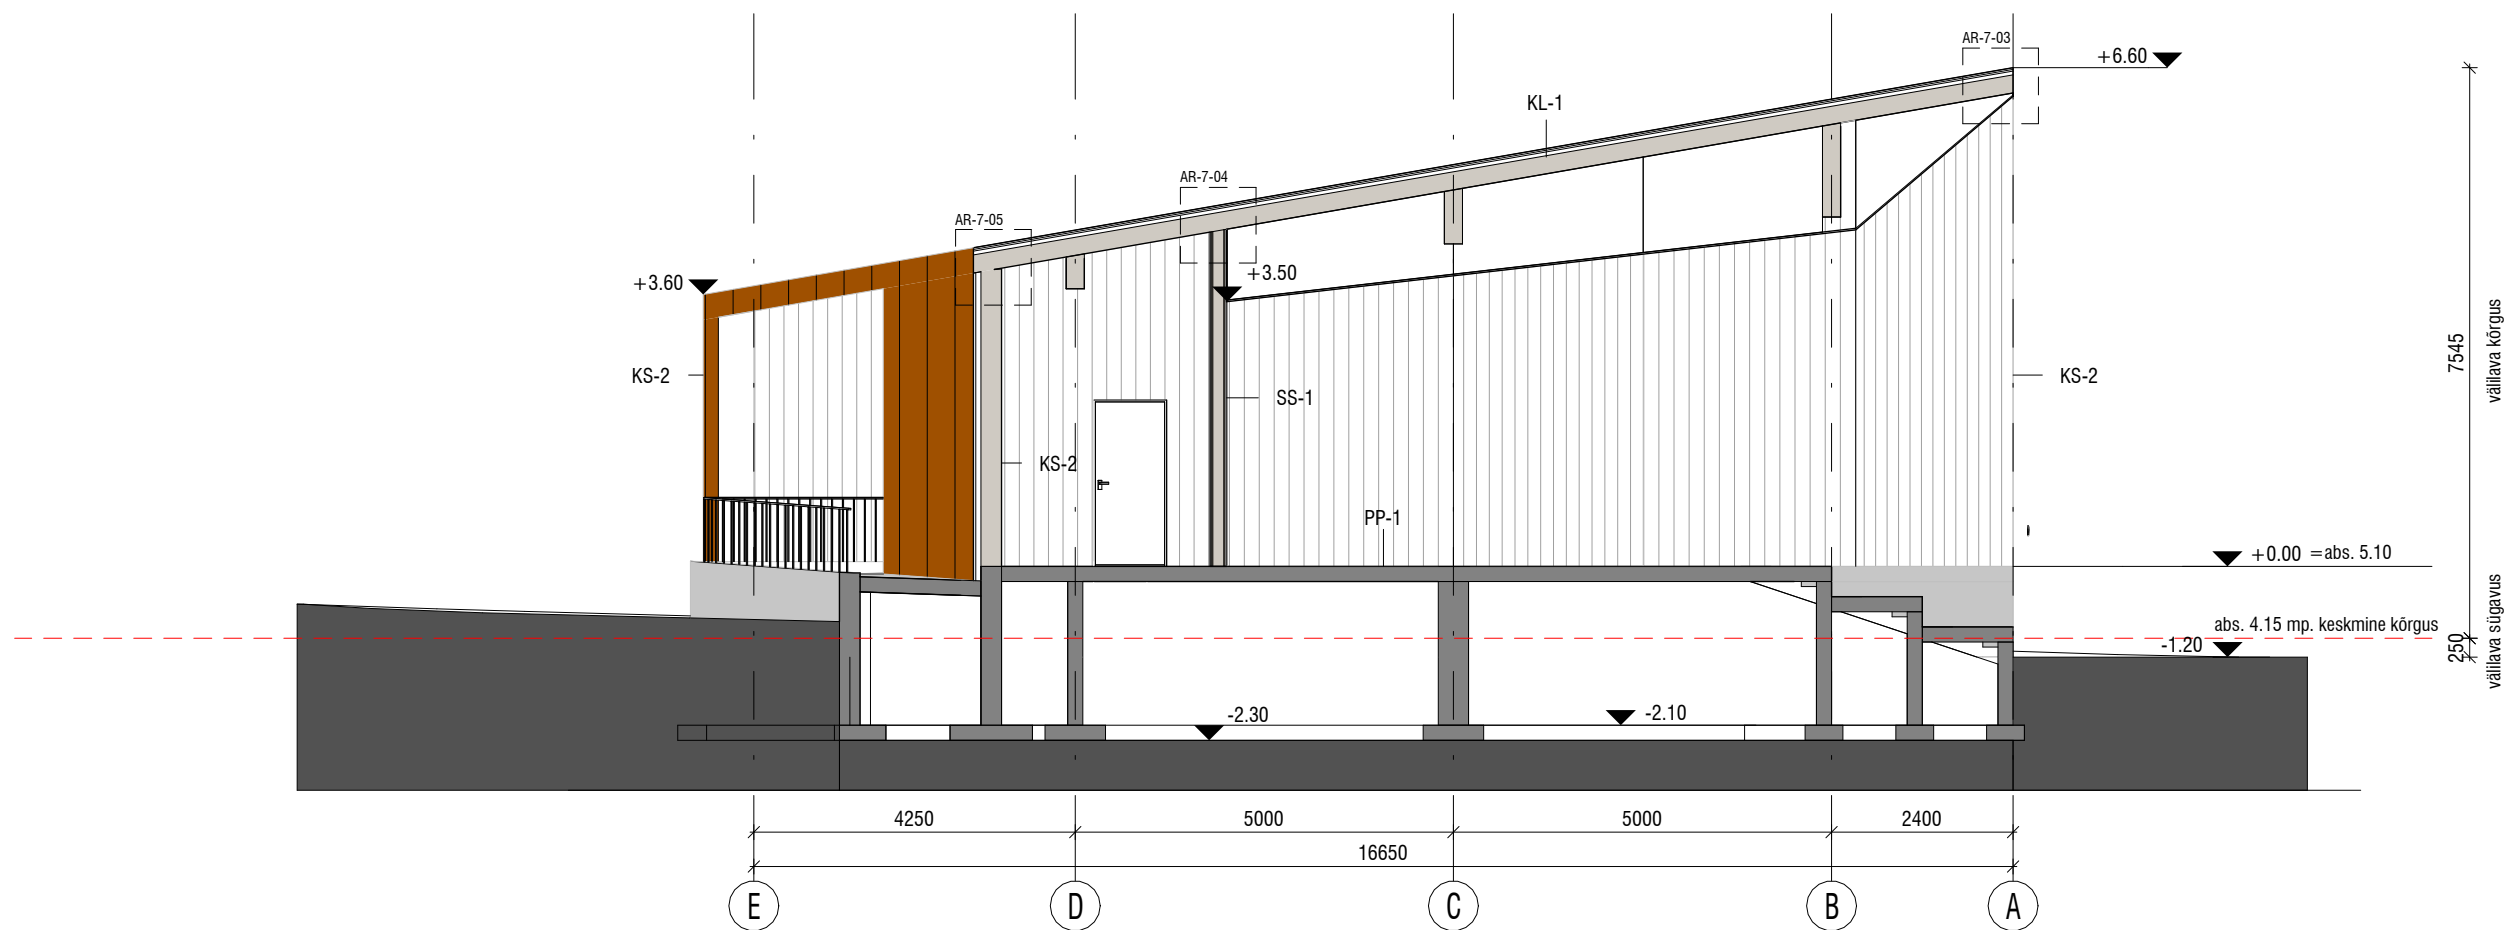 AR-7-03
+6.60
KL-1
AR-7-04
AR-7-05
+3.60
+3.50
KS-2
KS-2
SS-1
KS-2
PP-1
7545
välilava kõrgus
+0.00 =abs. 5.10
abs. 4.15 mp. keskmine kõrgus
-1.20
250
välilava sügavus
-2.30
-2.10
4250
5000
5000
2400
16650
E
D
C
B
A